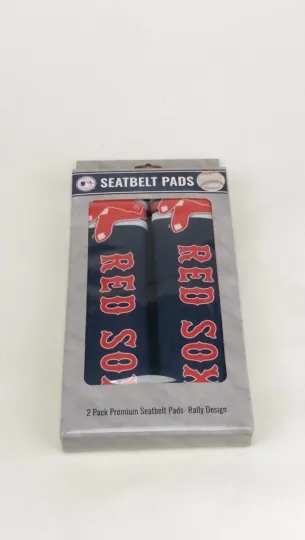 SEATBELT PADS
RED SOX
RED SOX
2 Pack Premium Seatbelt Pads- Rally Design